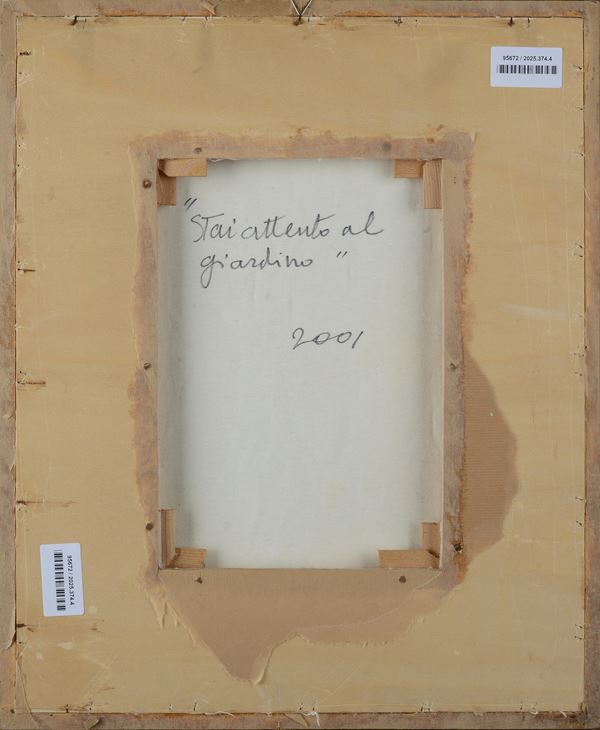 95672 / 2025.374.4
"Stai attento al
giardino"
2001
95672 / 2025.374.4